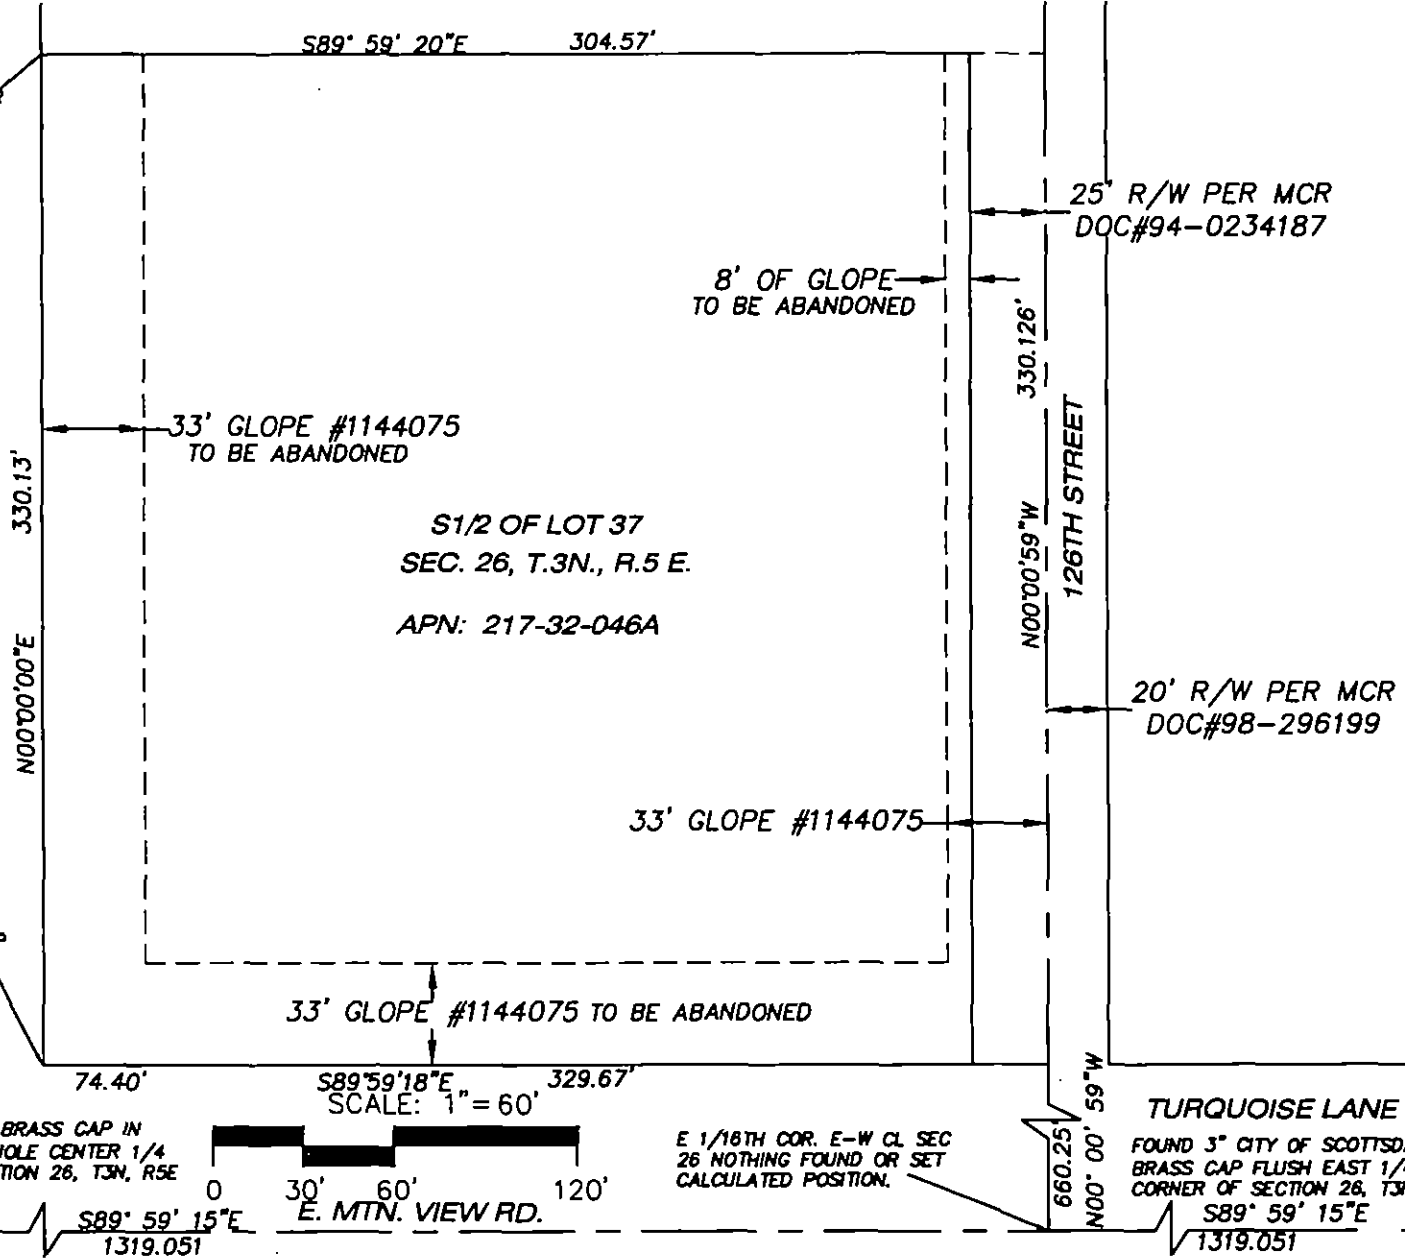 S89° 59' 20"E 304.57'
25' R/W PER MCR
DOC#94-0234187
8' OF GLOPE
TO BE ABANDONED
330.126'
33' GLOPE #1144075
TO BE ABANDONED
126TH STREET
330.13'
S1/2 OF LOT 37
SEC. 26, T.3N., R.5 E.
N00°00'59"W
APN: 217-32-046A
N00°00'00"E
20' R/W PER MCR
DOC#98-296199
33' GLOPE #1144075
33' GLOPE #1144075 TO BE ABANDONED
74.40' S89°59'18"E 329.67'
SCALE: 1"=60'
BRASS CAP IN
OLE CENTER 1/4
TION 26, T3N, R5E
0 30' 60' 120'
E. MTN. VIEW RD.
S89° 59' 15"E
1319.051
E 1/16TH COR. E-W CL SEC
26 NOTHING FOUND OR SET
CALCULATED POSITION.
660.25'
N00° 00' 59"W
TURQUOISE LANE
FOUND 3" CITY OF SCOTTSD
BRASS CAP FLUSH EAST 1/
CORNER OF SECTION 26, T3
S89° 59' 15"E
1319.051